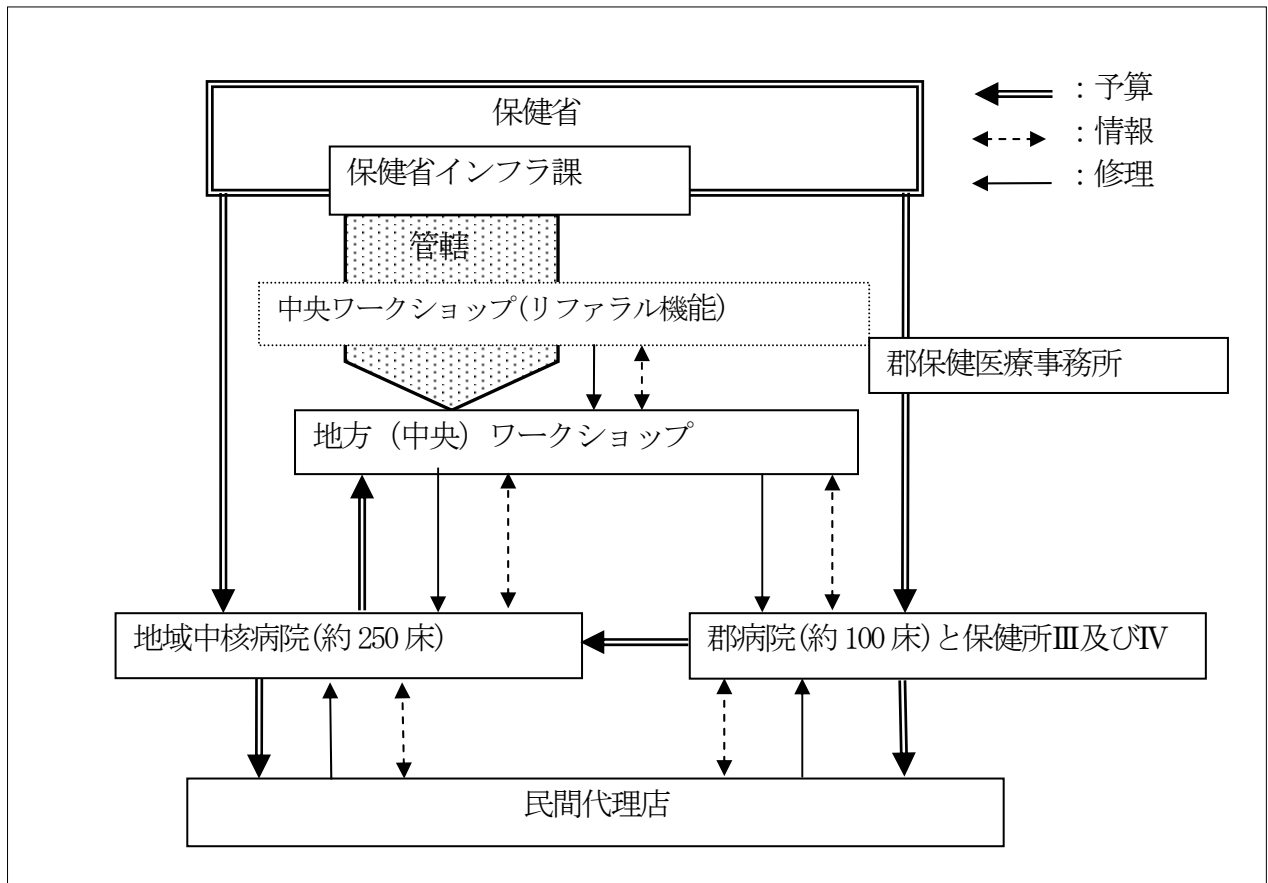 保健省
：予算
：情報
：修理
保健省インフラ課
管轄
中央ワークショップ(リファラル機能)
郡保健医療事務所
地方（中央）ワークショップ
地域中核病院(約 250 床)
郡病院(約 100 床)と保健所Ⅲ及びⅣ
民間代理店